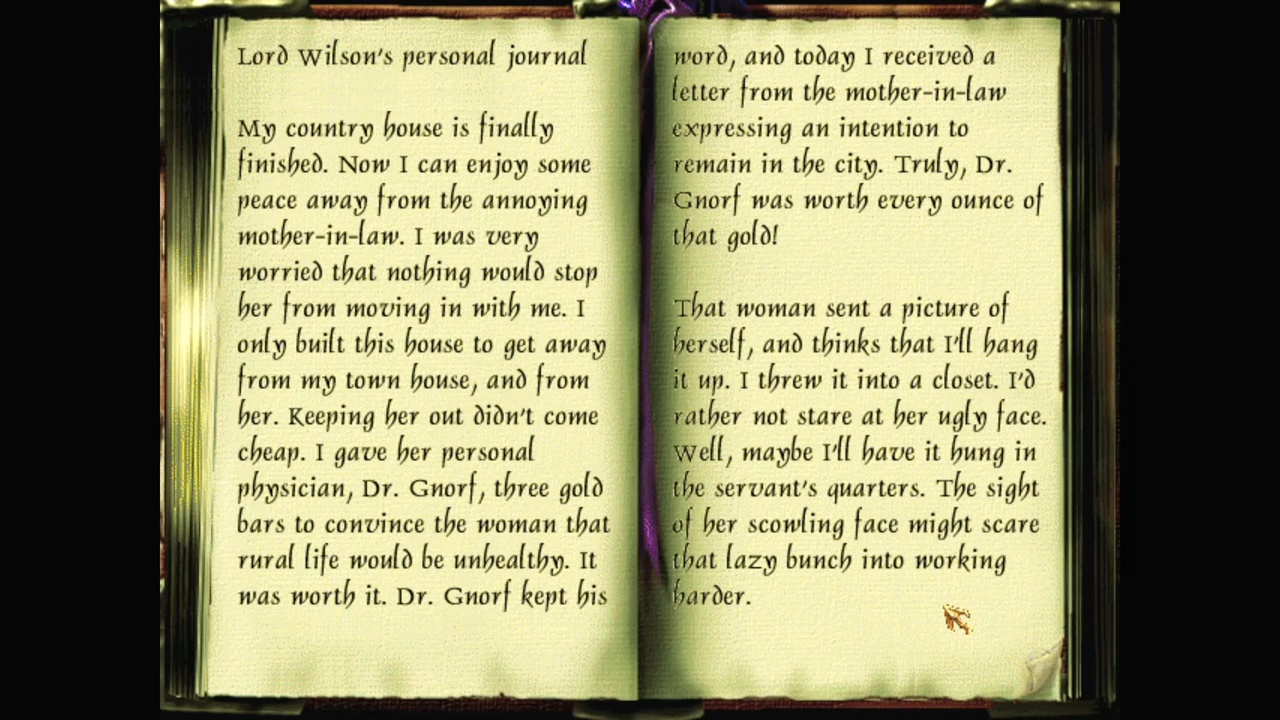 Lord Wilson's personal journal
My country house is finally
finished. Now I can enjoy some
peace away from the annoying
mother-in-law. I was very
worried that nothing would stop
her from moving in with me. I
only built this house to get away
from my town house, and from
her. Keeping her out didn't come
cheap. I gave her personal
physician, Dr. Gnorf, three gold
bars to convince the woman that
rural life would be unhealthy. It
was worth it. Dr. Gnorf kept his
word, and today I received a
letter from the mother-in-law
expressing an intention to
remain in the city. Truly, Dr.
Gnorf was worth every ounce of
that gold!
That woman sent a picture of
herself, and thinks that I'll hang
it up. I threw it into a closet. I'd
rather not stare at her ugly face.
Well, maybe I'll have it hung in
the servant's quarters. The sight
of her scowling face might scare
that lazy bunch into working
harder.